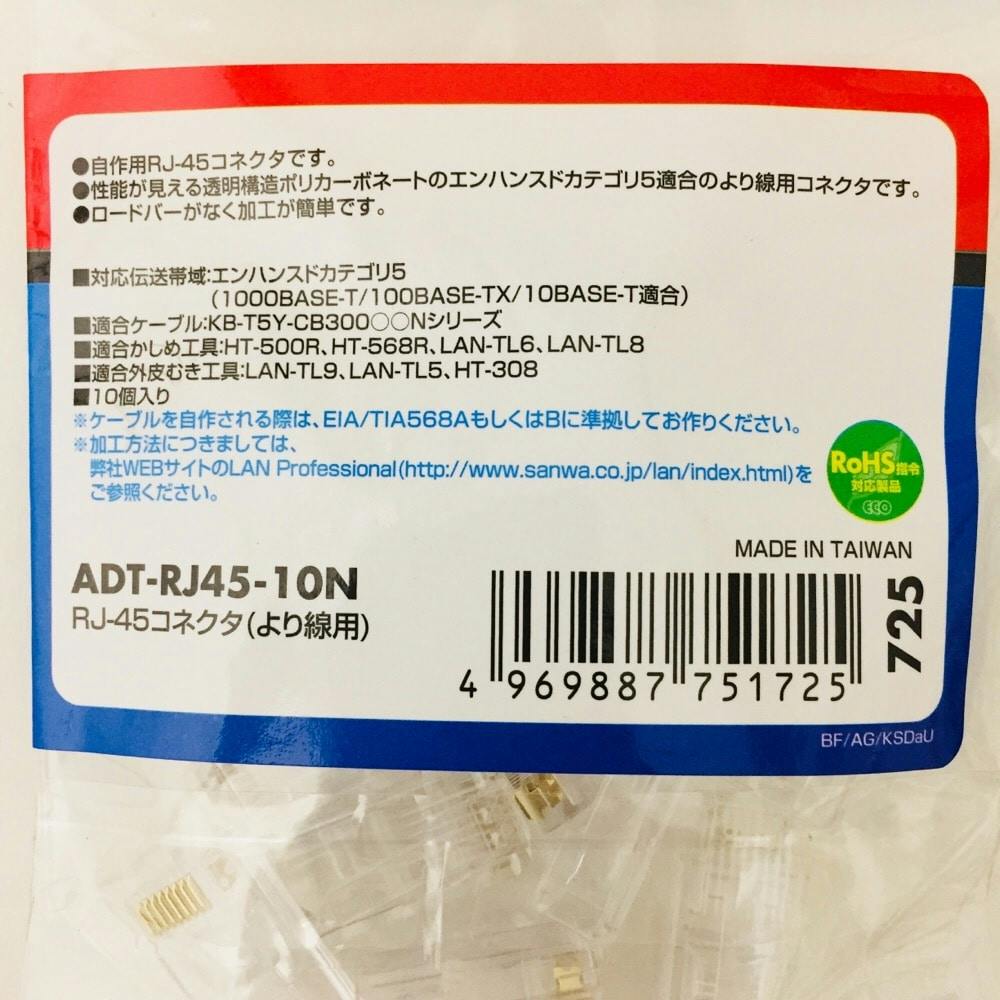 ●自作用RJ-45コネクタです。
●性能が見える透明構造ポリカーボネートのエンハンスドカテゴリ5適合のより線用コネクタです。
●ロードバーがなく加工が簡単です。
■対応伝送帯域:エンハンスドカテゴリ5
(1000BASE-T/100BASE-TX/10BASE-T適合)
■適合ケーブル:KB-T5Y-CB300○○Nシリーズ
■適合かしめ工具:HT-500R、HT-568R、LAN-TL6、LAN-TL8
■適合外皮むき工具:LAN-TL9、LAN-TL5、HT-308
■10個入り
※ケーブルを自作される際は、EIA/TIA568AもしくはBに準拠してお作りください。
※加工方法につきましては、
弊社WEBサイトのLAN Professional(http://www.sanwa.co.jp/lan/index.html)を
ご参照ください。
RoHS指令
対応製品
ECO
MADE IN TAIWAN
ADT-RJ45-10N
RJ-45コネクタ(より線用)
4 969887 751725
725
BF/AG/KSDaU